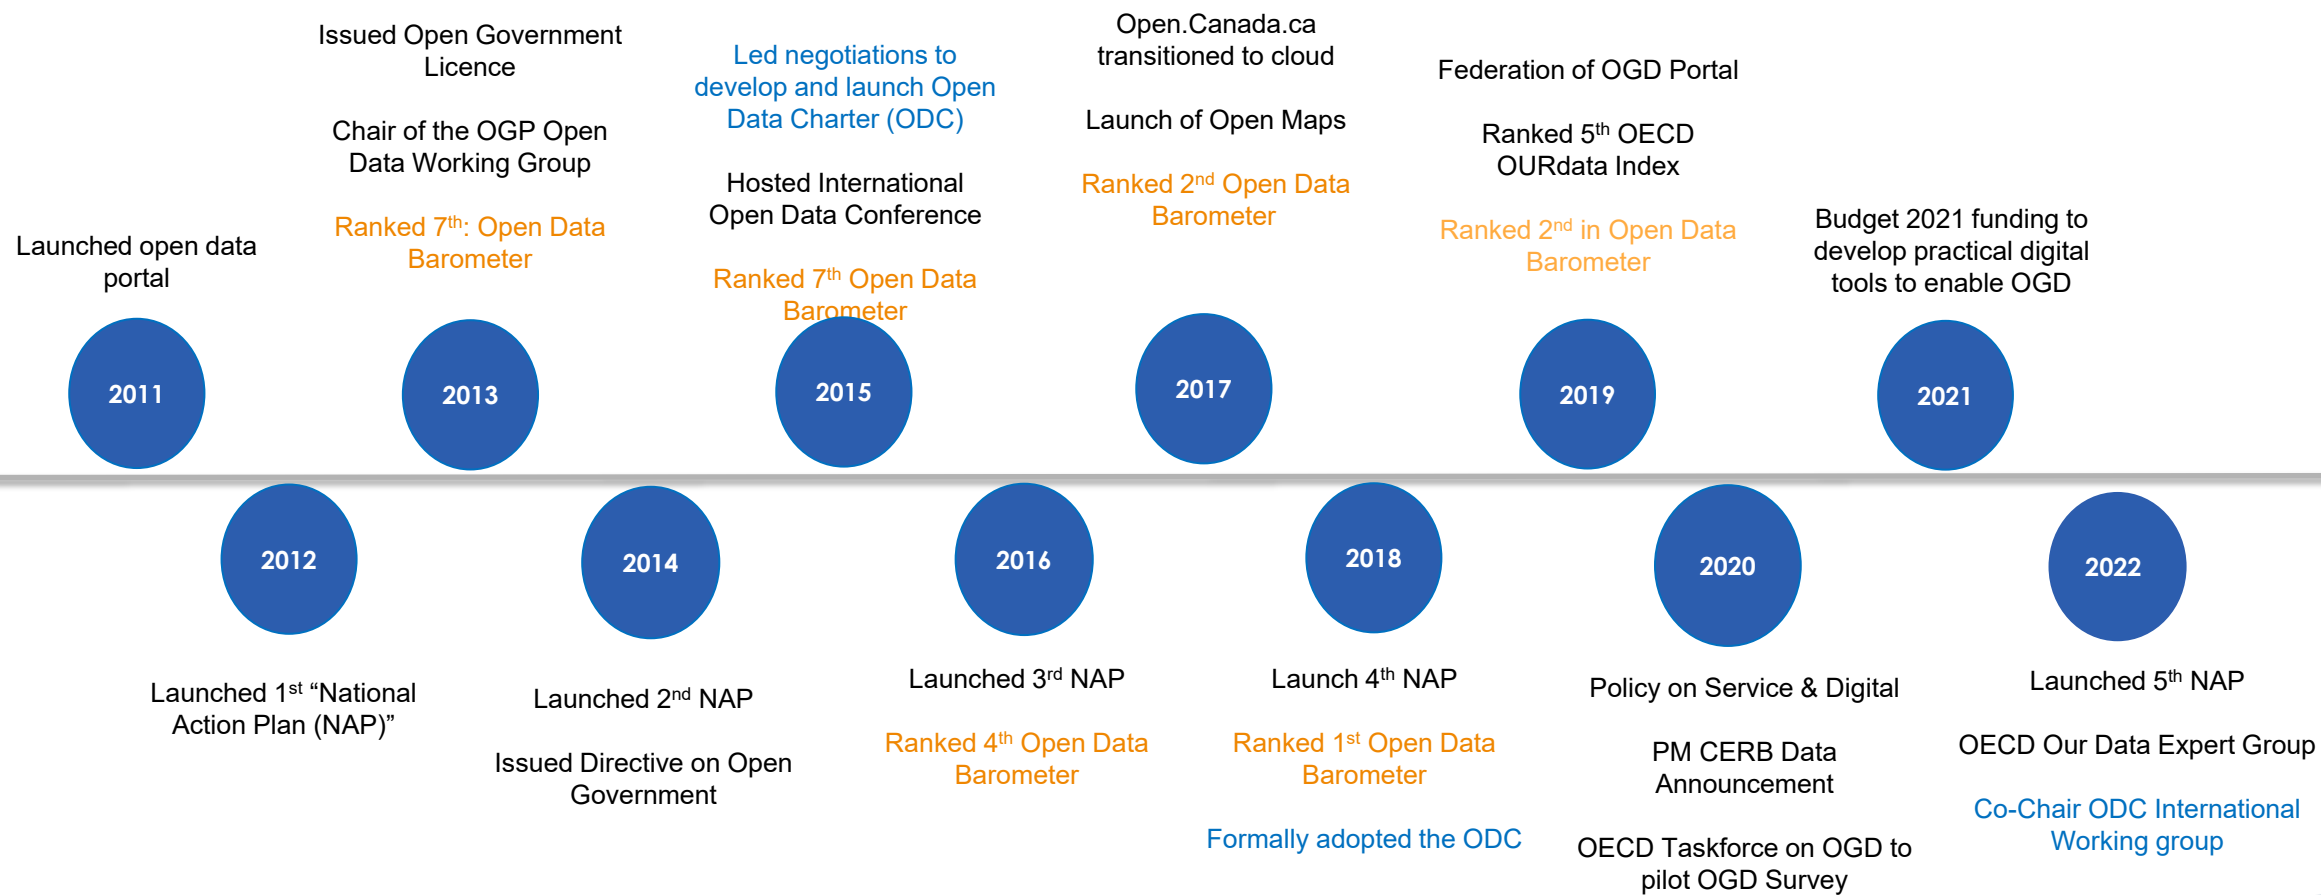 Launched open data
portal
2011
Issued Open Government
Licence
Chair of the OGP Open
Data Working Group
Ranked 7th: Open Data
Barometer
2013
Led negotiations to
develop and launch Open
Data Charter (ODC)
Hosted International
Open Data Conference
Ranked 7th Open Data
Barometer
2015
Open.Canada.ca
transitioned to cloud
Launch of Open Maps
Ranked 2nd Open Data
Barometer
2017
Federation of OGD Portal
Ranked 5th OECD
OURdata Index
Ranked 2nd in Open Data
Barometer
2019
Budget 2021 funding to
develop practical digital
tools to enable OGD
2021
2012
Launched 1st “National
Action Plan (NAP)”
2014
Launched 2nd NAP
Issued Directive on Open
Government
2016
Launched 3rd NAP
Ranked 4th Open Data
Barometer
2018
Launch 4th NAP
Ranked 1st Open Data
Barometer
Formally adopted the ODC
2020
Policy on Service & Digital
PM CERB Data
Announcement
OECD Taskforce on OGD to
pilot OGD Survey
2022
Launched 5th NAP
OECD Our Data Expert Group
Co-Chair ODC International
Working group